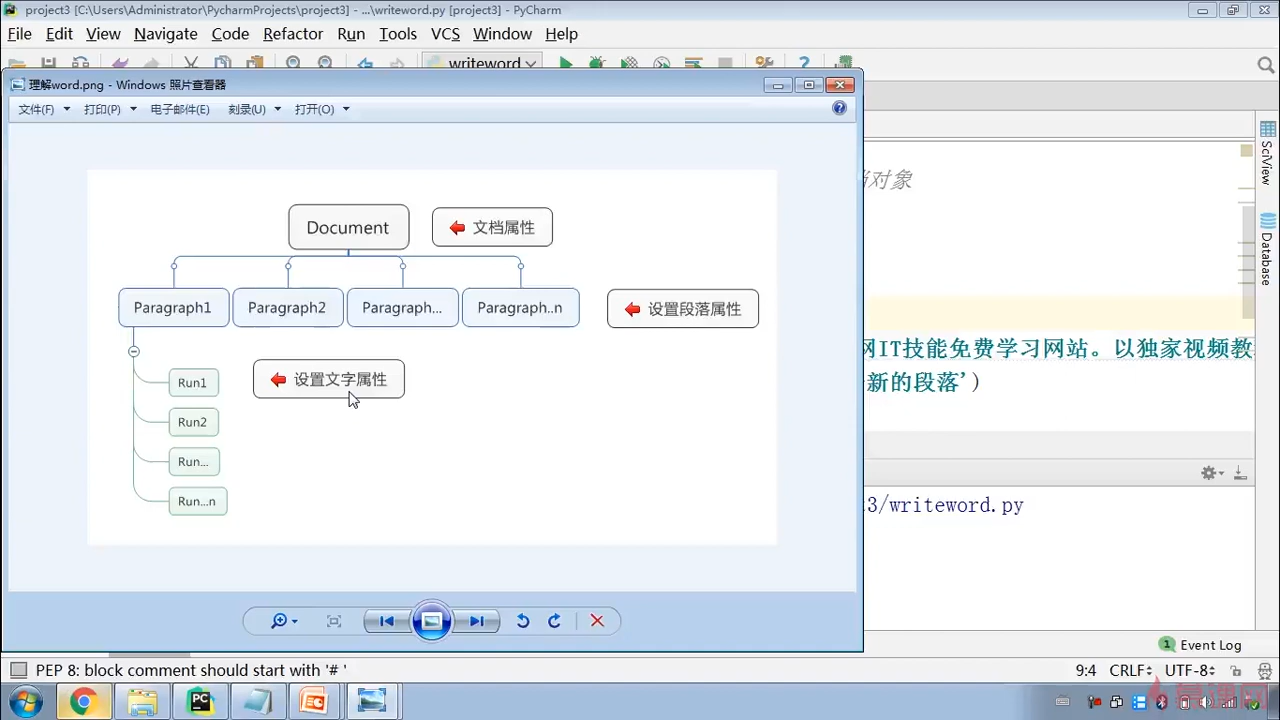 project3 [C:\Users\Administrator\PycharmProjects\project3] - ...\writeword.py [project3] - PyCharm
File Edit View Navigate Code Refactor Run Tools VCS Window Help
writeword
理解word.png - Windows 照片查看器
文件(F) 打印(P) 电子邮件(E) 刻录(U) 打开(O)
SciView
Database
对象
Document
文档属性
Paragraph1 Paragraph2 Paragraph... Paragraph..n
设置段落属性
网IT技能免费学习网站。以独家视频教
新的段落')
Run1
设置文字属性
Run2
Run...
Run...n
3/writeword.py
1 Event Log
PEP 8: block comment should start with '# '
9:4 CRLF UTF-8
PC